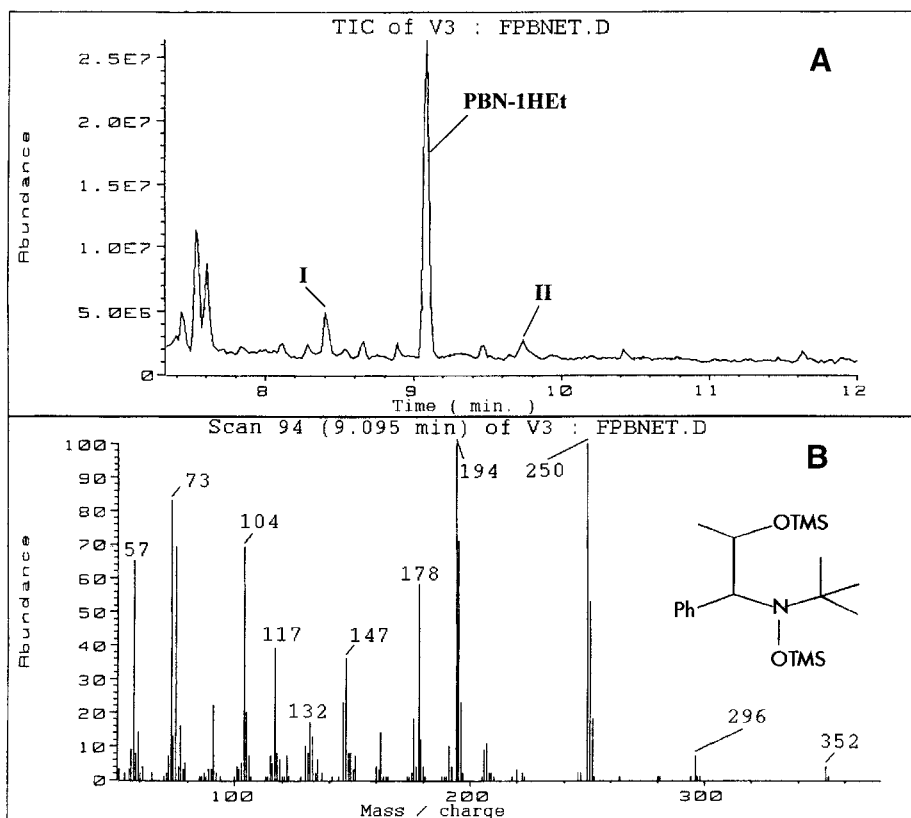 TIC of V3 : FPBNET.D
A
Abundance
2.5E7
2.0E7
1.5E7
1.0E7
5.0E6
0
PBN-1HEt
I
II
8
9
10
11
12
Time ( min. )
Scan 94 (9.095 min) of V3 : FPBNET.D
B
Abundance
100
90
80
70
60
50
40
30
20
10
0
57
73
104
117
132
147
178
194
250
296
352
OTMS
Ph
N
OTMS
100
200
300
Mass / charge